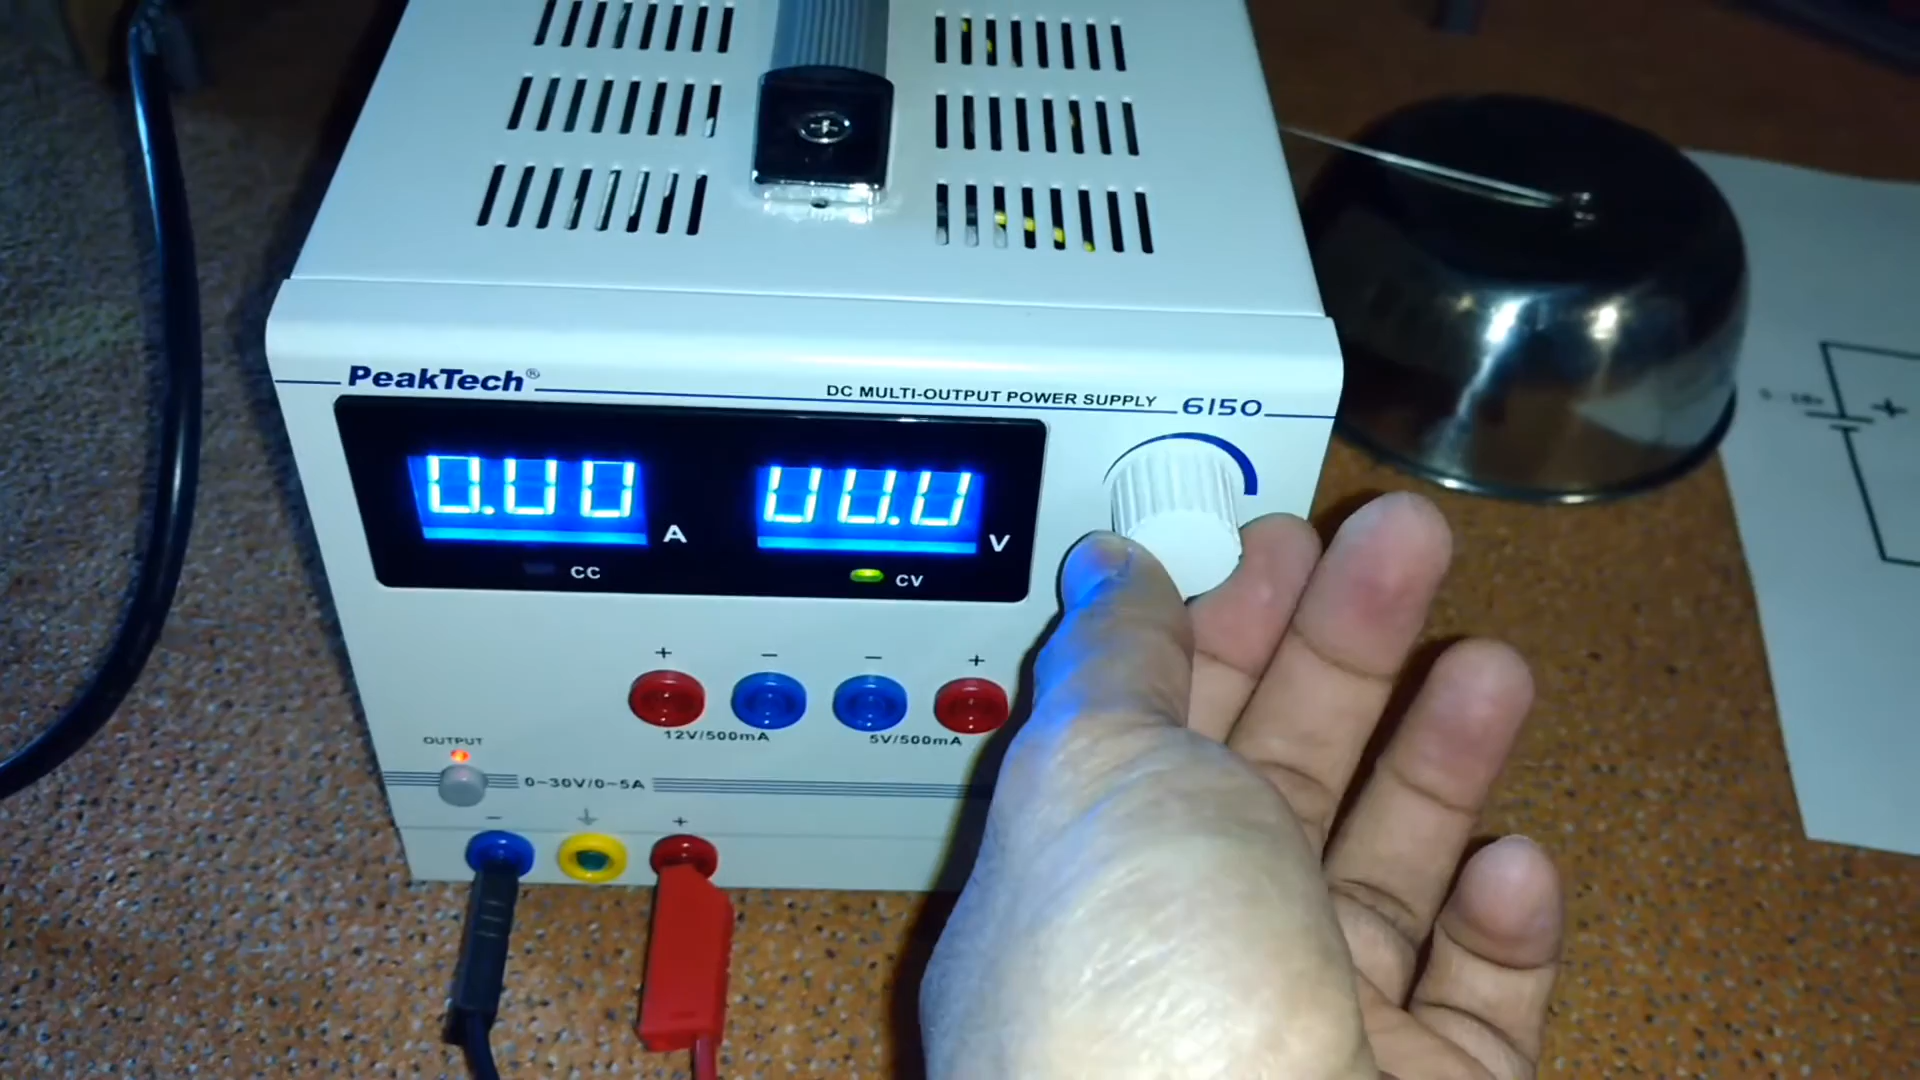 PeakTech®
DC MULTI-OUTPUT POWER SUPPLY 6150
0.00 A
00.0 V
CC
CV
+ − − +
12V/500mA
5V/500mA
OUTPUT
0~30V/0~5A
− +
+